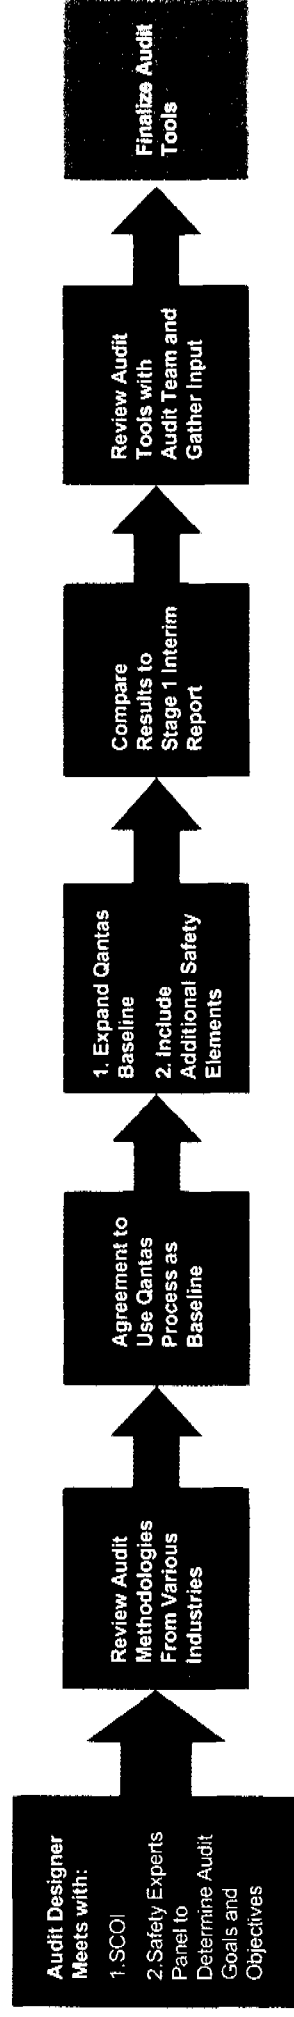 Audit Designer
Meets with:
1.SCOI
2.Safety Experts
Panel to
Determine Audit
Goals and
Objectives
Review Audit
Methodologies
From Various
Industries
Agreement to
Use Qantas
Process as
Baseline
1. Expand Qantas
Baseline
2. Include
Additional Safety
Elements
Compare
Results to
Stage 1 Interim
Report
Review Audit
Tools with
Audit Team and
Gather Input
Finalize Audit
Tools